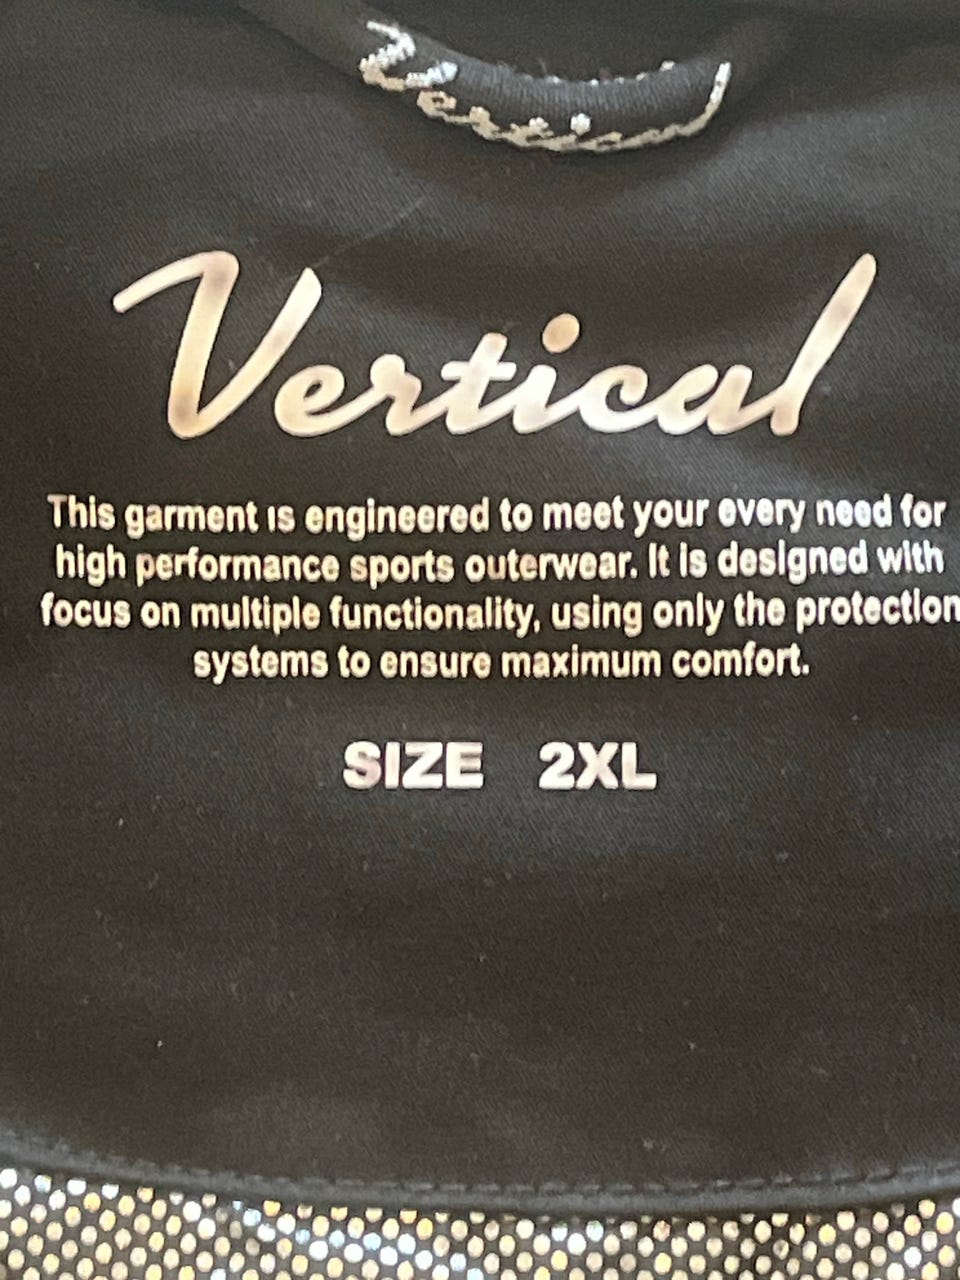 Vertical
Vertical
This garment is engineered to meet your every need for
high performance sports outerwear. It is designed with
focus on multiple functionality, using only the protection
systems to ensure maximum comfort.
SIZE 2XL